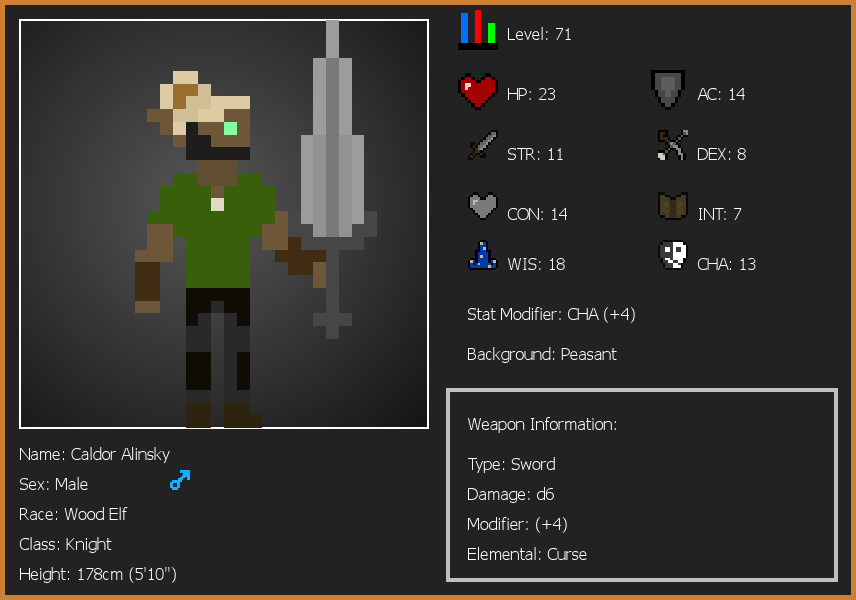 Level: 71
HP: 23
AC: 14
STR: 11
DEX: 8
CON: 14
INT: 7
WIS: 18
CHA: 13
Stat Modifier: CHA (+4)
Background: Peasant
Name: Caldor Alinsky
Sex: Male
Race: Wood Elf
Class: Knight
Height: 178cm (5'10")
Weapon Information:
Type: Sword
Damage: d6
Modifier: (+4)
Elemental: Curse